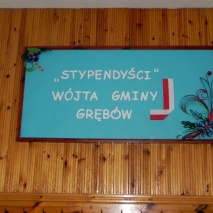 „STYPENDYŚCI"
WÓJTA GMINY
GRĘBÓW